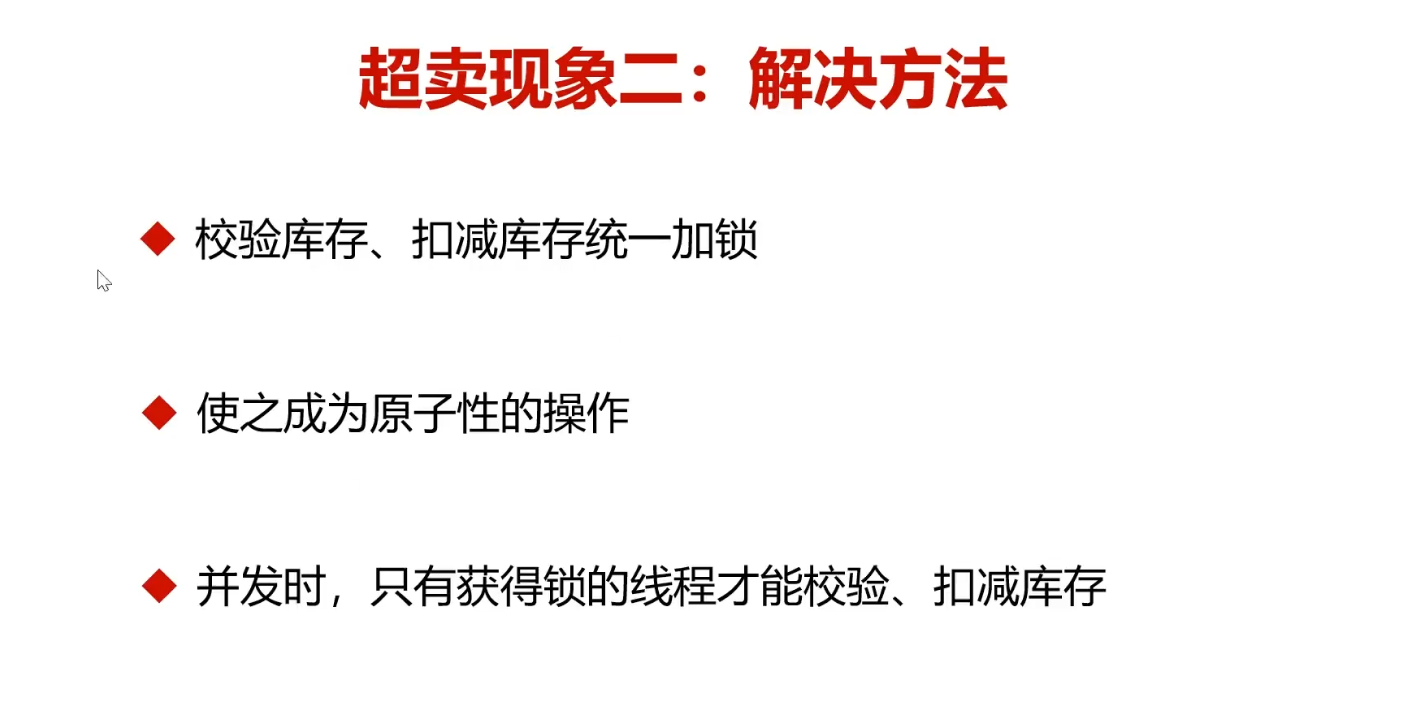 超卖现象二：解决方法
校验库存、扣减库存统一加锁
使之成为原子性的操作
并发时，只有获得锁的线程才能校验、扣减库存